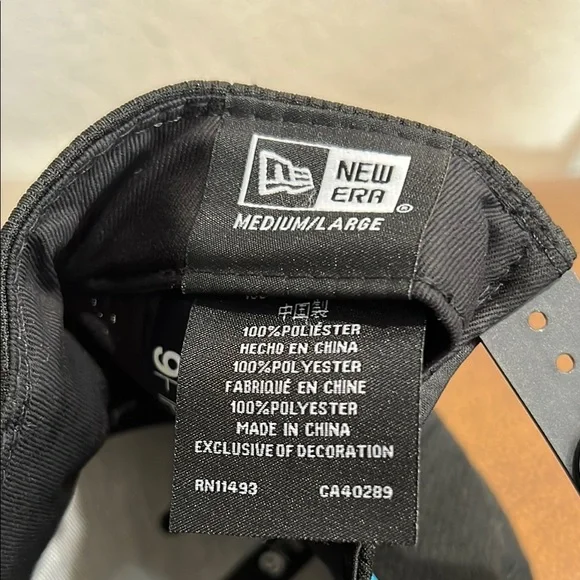 NEW
ERA
®
MEDIUM/LARGE
中国製
100%POLIÉSTER
HECHO EN CHINA
100%POLYESTER
FABRIQUÉ EN CHINE
100%POLYESTER
MADE IN CHINA
EXCLUSIVE OF DECORATION
RN11493 CA40289
9F